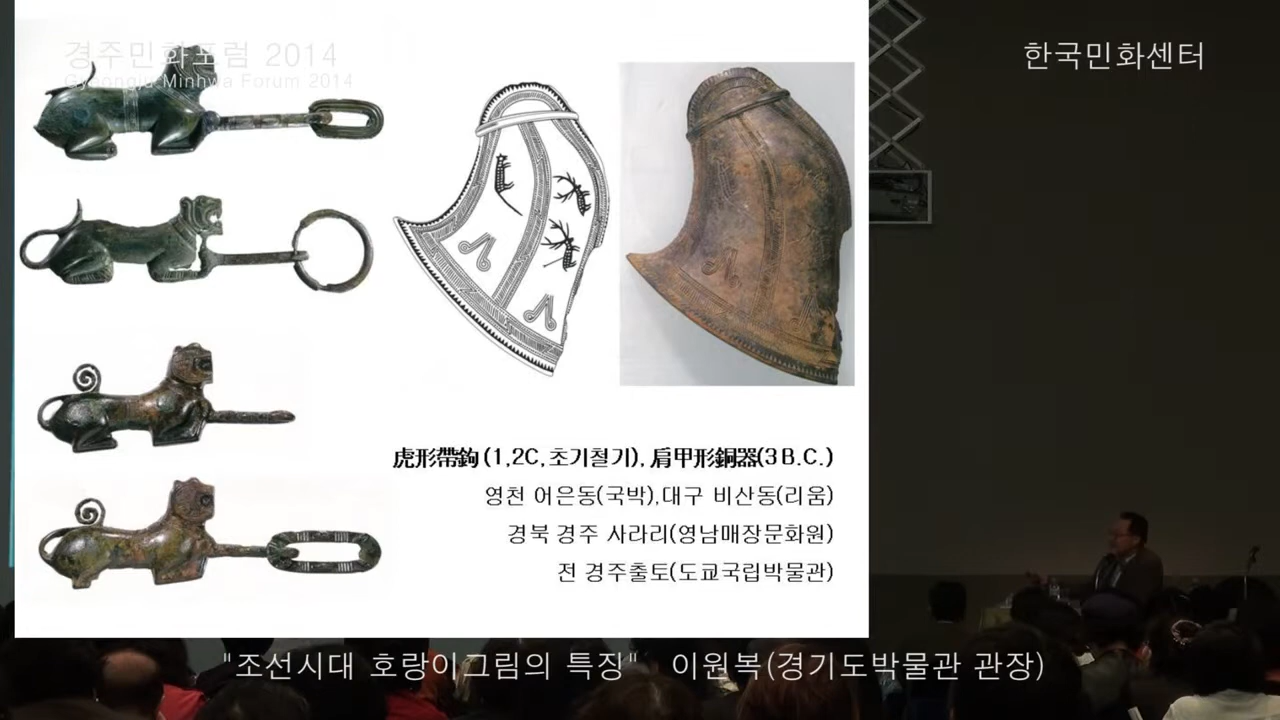 경주민화포럼 2014
Gyeongju Minhwa Forum 2014
한국민화센터
虎形帶鉤(1,2C,초기철기), 肩甲形銅器(3 B.C.)
영천 어은동(국박),대구 비산동(리움)
경북 경주 사라리(영남매장문화원)
전 경주출토(도쿄국립박물관)
"조선시대 호랑이그림의 특징" 이원복(경기도박물관 관장)